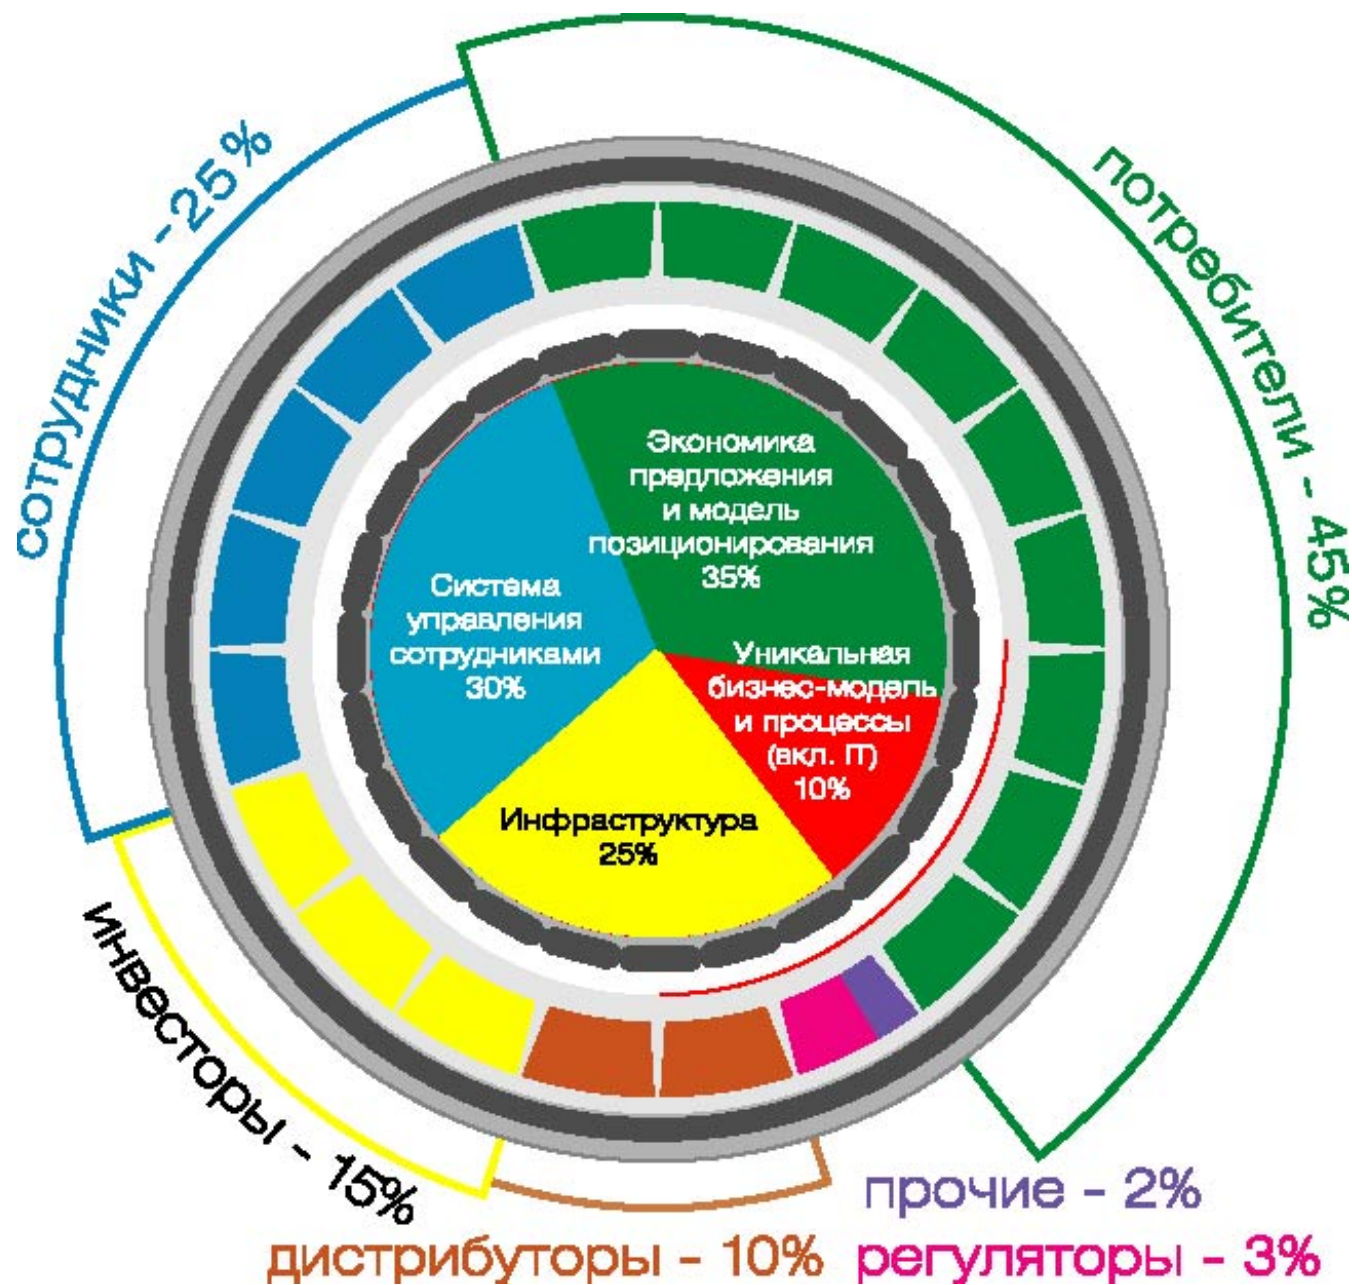 сотрудники - 25%
потребители - 45%
Экономика
предложения
и модель
позиционирования
35%
Система
управления
сотрудниками
30%
Уникальная
бизнес-модель
и процессы
(вкл. IT)
10%
Инфраструктура
25%
инвесторы - 15%
прочие - 2%
дистрибуторы - 10%
регуляторы - 3%